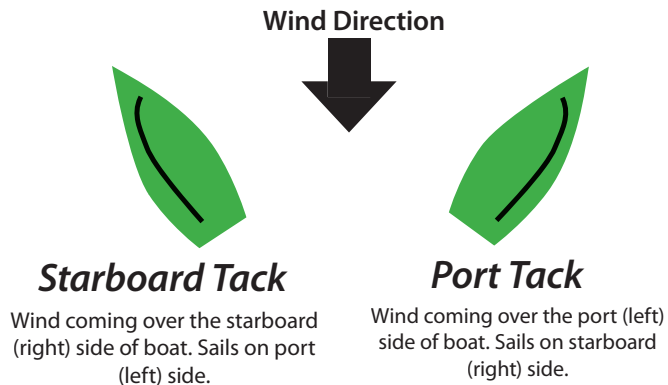 Wind Direction
Starboard Tack
Wind coming over the starboard
(right) side of boat. Sails on port
(left) side.
Port Tack
Wind coming over the port (left)
side of boat. Sails on starboard
(right) side.